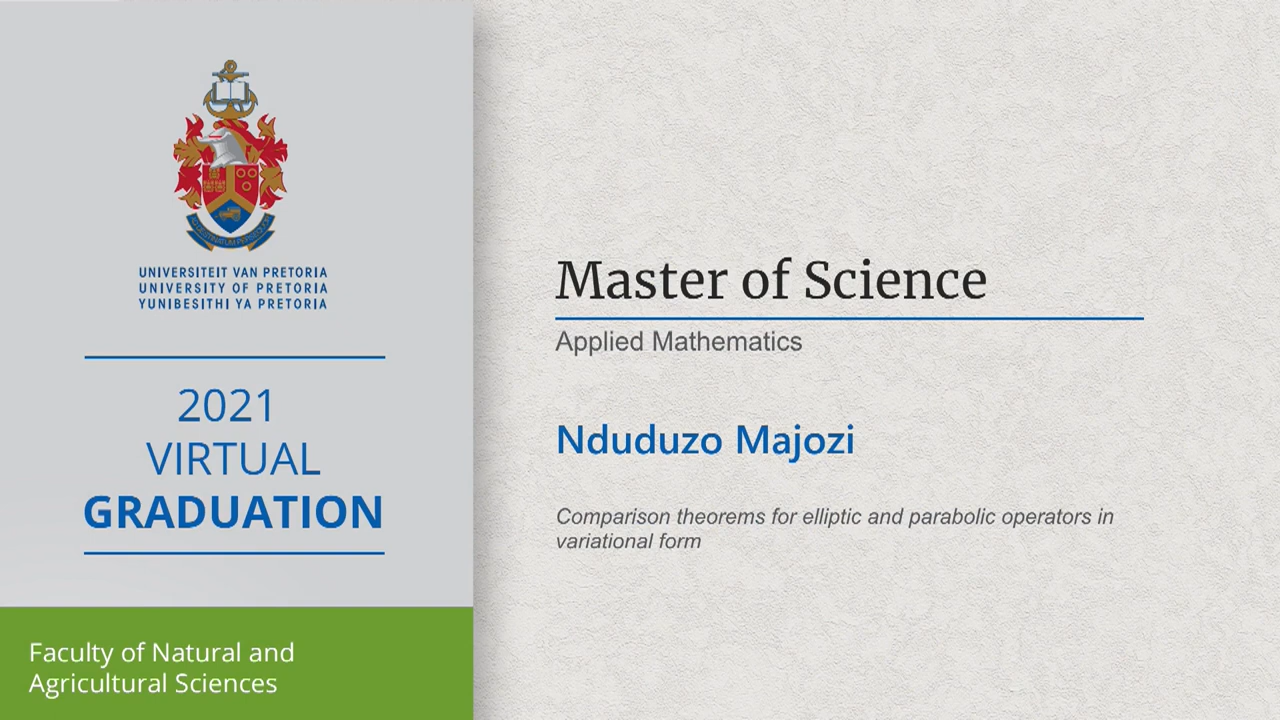 UNIVERSITEIT VAN PRETORIA
UNIVERSITY OF PRETORIA
YUNIBESITHI YA PRETORIA
2021
VIRTUAL
GRADUATION
Faculty of Natural and
Agricultural Sciences
Master of Science
Applied Mathematics
Nduduzo Majozi
Comparison theorems for elliptic and parabolic operators in
variational form